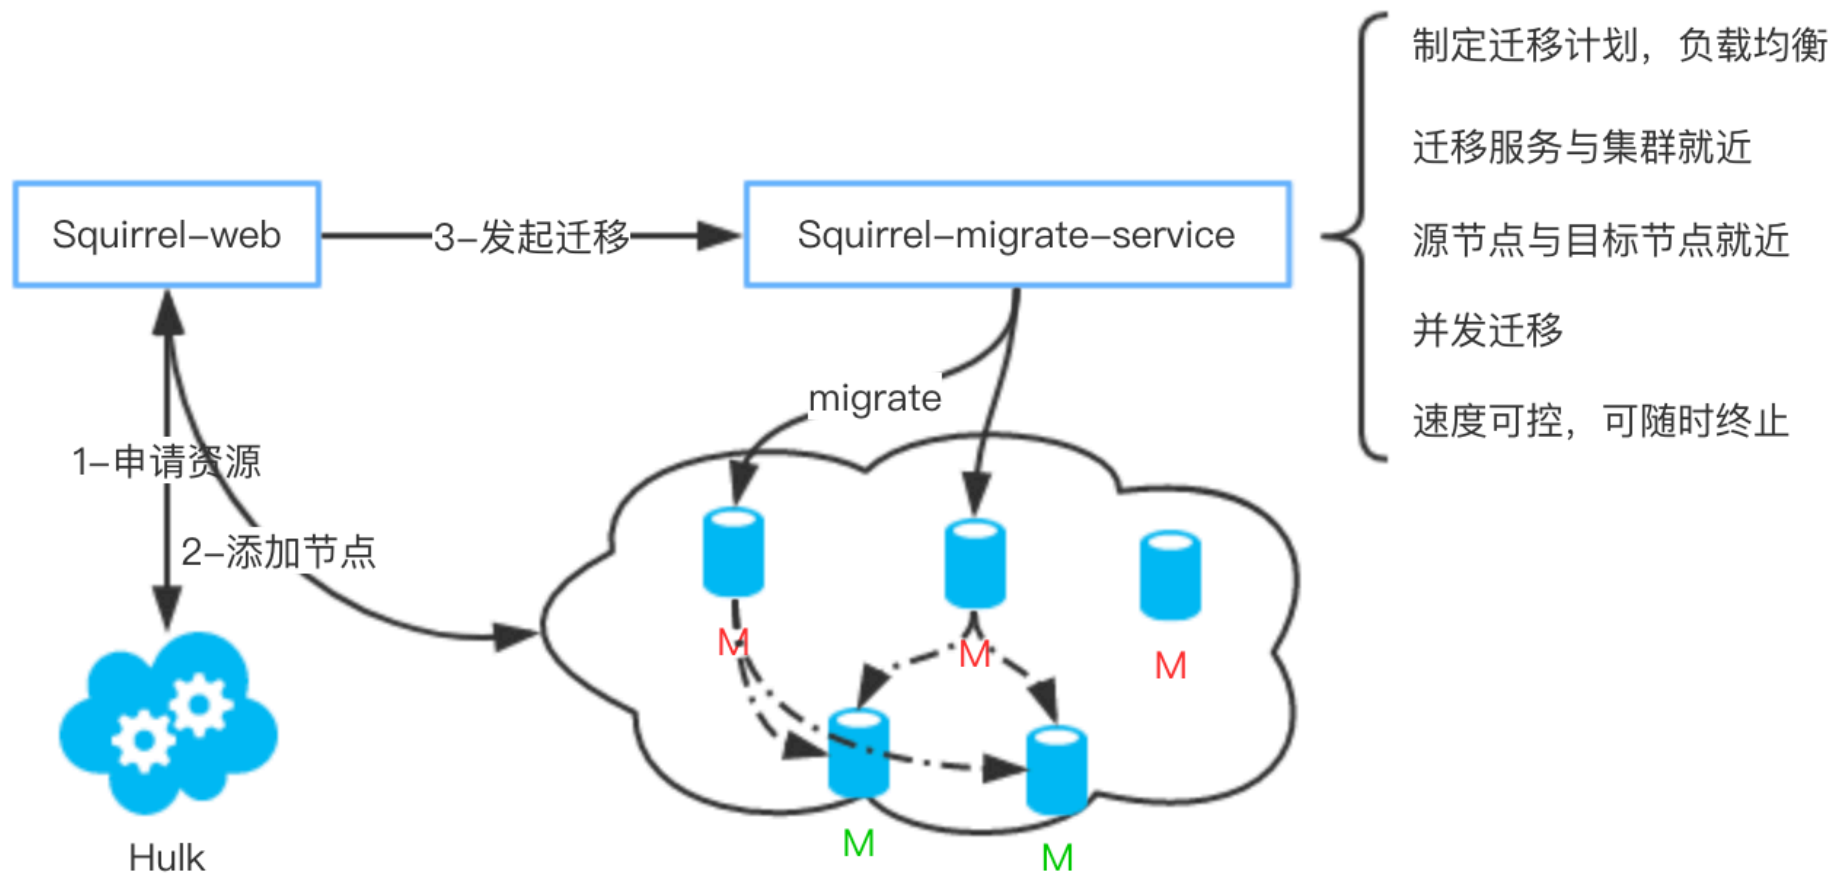 制定迁移计划，负载均衡
迁移服务与集群就近
源节点与目标节点就近
并发迁移
速度可控，可随时终止
Squirrel-web
3-发起迁移
Squirrel-migrate-service
migrate
1-申请资源
2-添加节点
M
M
M
M
M
Hulk